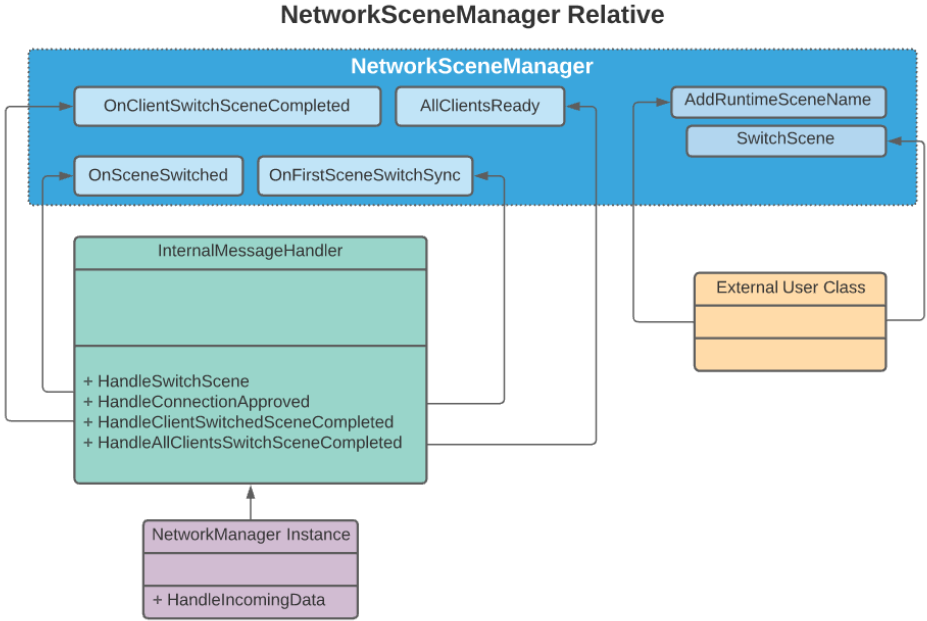 NetworkSceneManager Relative
NetworkSceneManager
OnClientSwitchSceneCompleted
AllClientsReady
AddRuntimeSceneName
SwitchScene
OnSceneSwitched
OnFirstSceneSwitchSync
InternalMessageHandler
+ HandleSwitchScene
+ HandleConnectionApproved
+ HandleClientSwitchedSceneCompleted
+ HandleAllClientsSwitchSceneCompleted
External User Class
NetworkManager Instance
+ HandleIncomingData